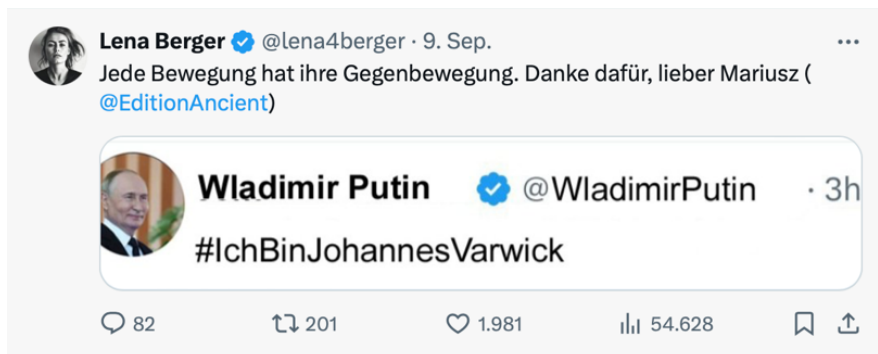 Lena Berger @lena4berger · 9. Sep.
Jede Bewegung hat ihre Gegenbewegung. Danke dafür, lieber Mariusz (
@EditionAncient)
Wladimir Putin @WladimirPutin · 3h
#IchBinJohannesVarwick
82 201 1.981 54.628